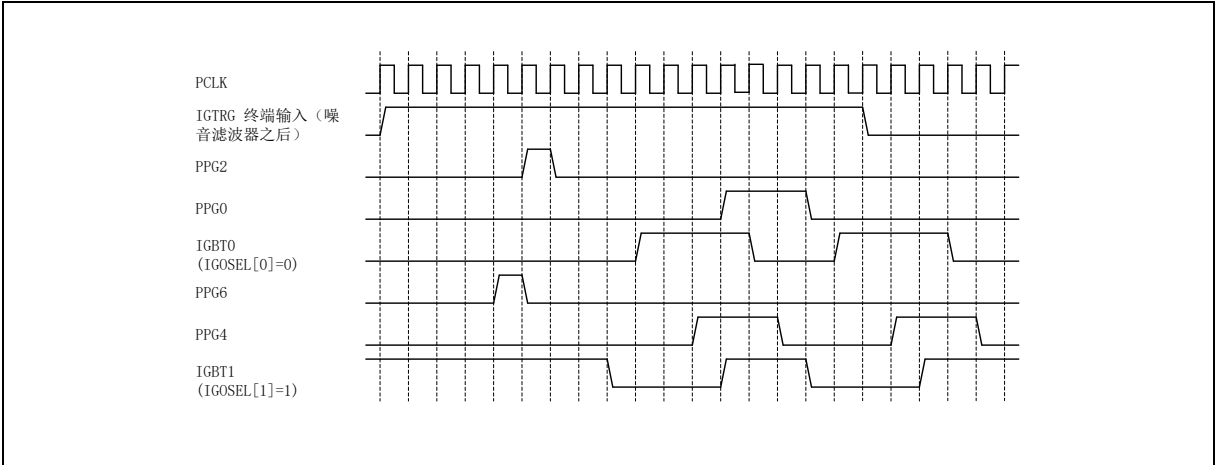 PCLK
IGTRG 终端输入（噪
音滤波器之后）
PPG2
PPG0
IGBT0
(IGOSEL[0]=0)
PPG6
PPG4
IGBT1
(IGOSEL[1]=1)